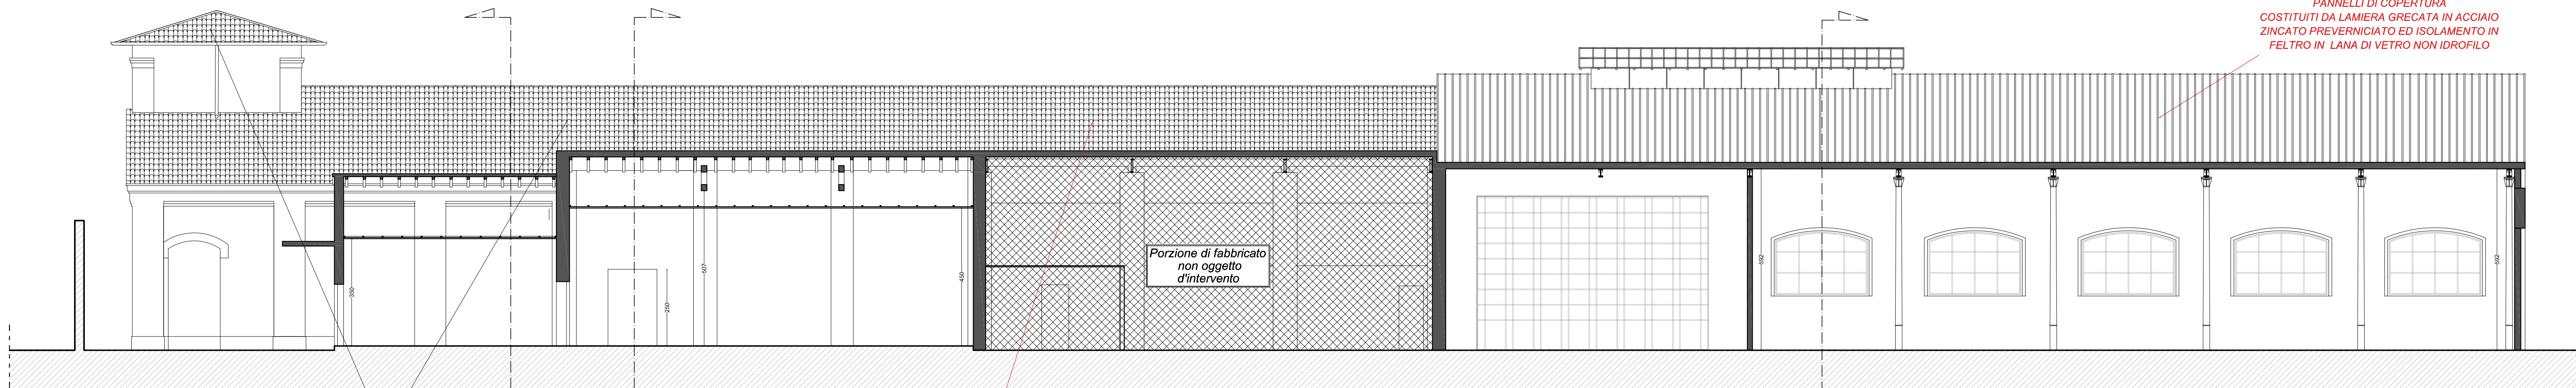 PANNELLI DI COPERTURA
COSTITUITI DA LAMIERA GRECATA IN ACCIAIO
ZINCATO PREVERNICIATO ED ISOLAMENTO IN
FELTRO IN LANA DI VETRO NON IDROFILO
Porzione di fabbricato
non oggetto
d'intervento
350
250
507
450
592
592